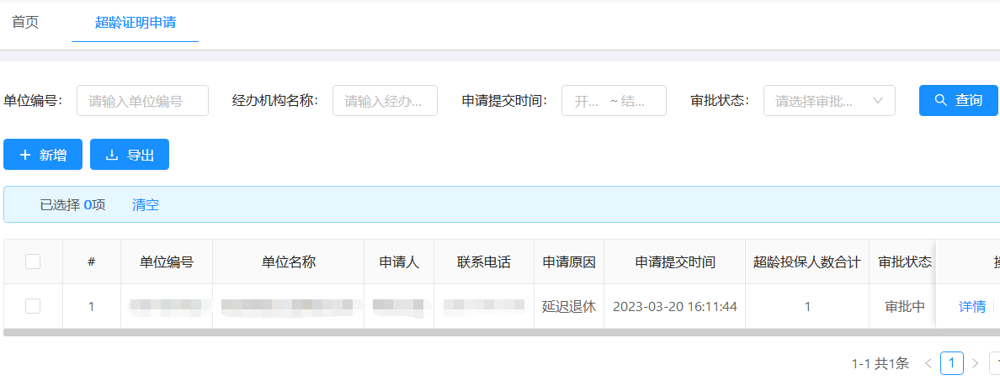 首页 超龄证明申请
单位编号： 请输入单位编号 经办机构名称： 请输入经办... 申请提交时间： 开... ~ 结... 审批状态： 请选择审批... 查询
新增 导出
已选择 0项 清空
# 单位编号 单位名称 申请人 联系电话 申请原因 申请提交时间 超龄投保人数合计 审批状态
1 延迟退休 2023-03-20 16:11:44 1 审批中 详情
1-1 共1条 1